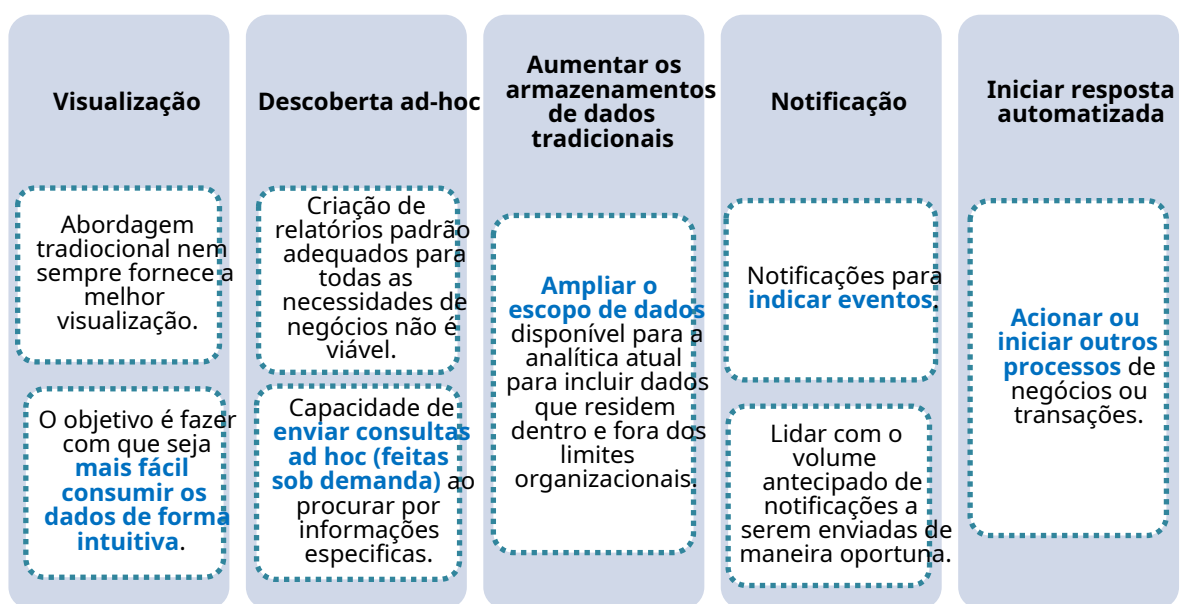 Visualização
Abordagem
tradiocional nem
sempre fornece a
melhor
visualização.
O objetivo é fazer
com que seja
mais fácil
consumir os
dados de forma
intuitiva.
Descoberta ad-hoc
Criação de
relatórios padrão
adequados para
todas as
necessidades de
negócios não é
viável.
Capacidade de
enviar consultas
ad hoc (feitas
sob demanda) ao
procurar por
informações
especificas.
Aumentar os
armazenamentos
de dados
tradicionais
Ampliar o
escopo de dados
disponível para a
analítica atual
para incluir dados
que residem
dentro e fora dos
limites
organizacionais.
Notificação
Notificações para
indicar eventos.
Lidar com o
volume
antecipado de
notificações a
serem enviadas de
maneira oportuna.
Iniciar resposta
automatizada
Acionar ou
iniciar outros
processos de
negócios ou
transações.